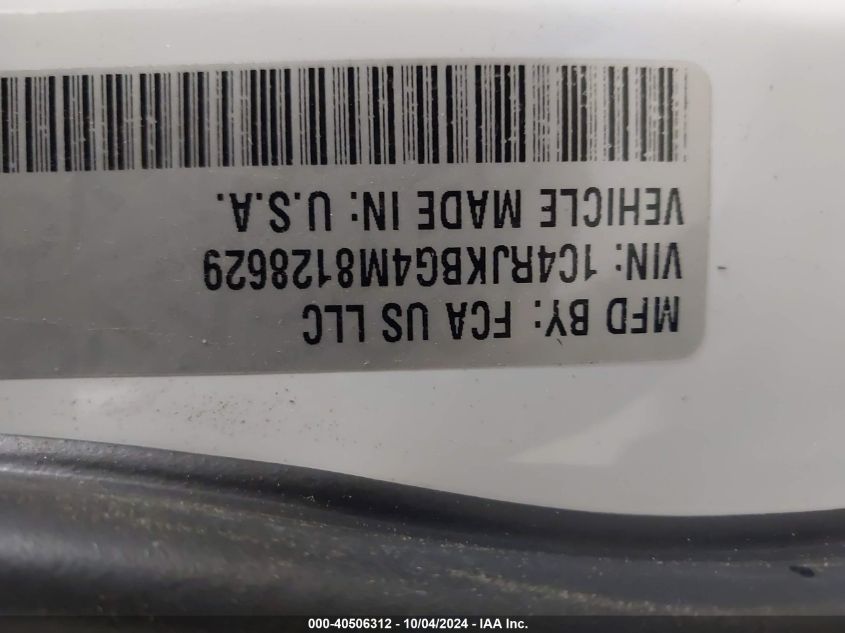 MFD BY: FCA US LLC
VIN: 1C4RJKBG4M8128629
VEHICLE MADE IN: U.S.A.
000-40506312 - 10/04/2024 - IAA Inc.